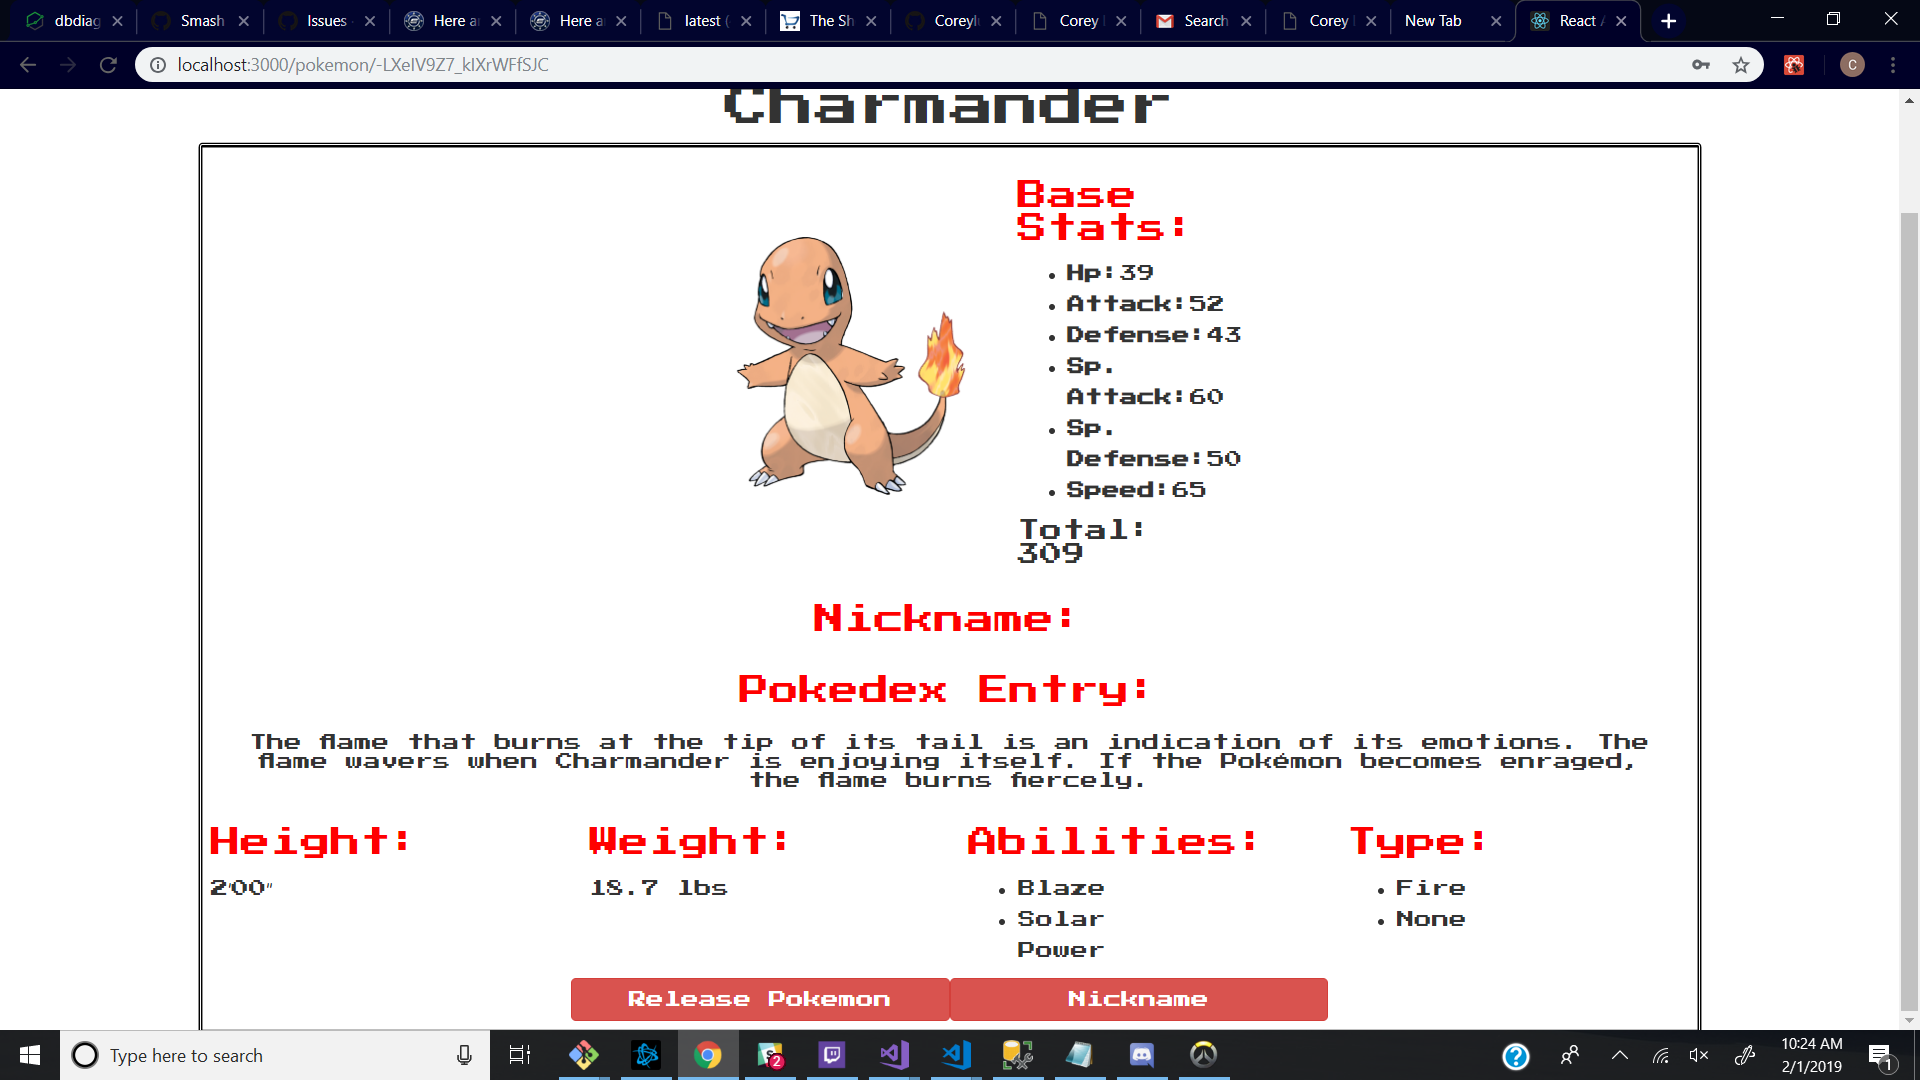 dbdiag
Smash
Issues
Here a
Here a
latest (
The Sh
Corey
Corey
Search
Corey
New Tab
React
localhost:3000/pokemon/-LXeIV9Z7_kIXrWFfSJC
C
Charmander
Base
Stats:
Hp:39
Attack:52
Defense:43
Sp.
Attack:60
Sp.
Defense:50
Speed:65
Total:
309
Nickname:
Pokedex Entry:
The flame that burns at the tip of its tail is an indication of its emotions. The
flame wavers when Charmander is enjoying itself. If the Pokémon becomes enraged,
the flame burns fiercely.
Height: Weight: Abilities: Type:
2'00" 18.7 lbs
Blaze
Solar
Power
Fire
None
Release Pokemon Nickname
Type here to search
2
10:24 AM
2/1/2019
1